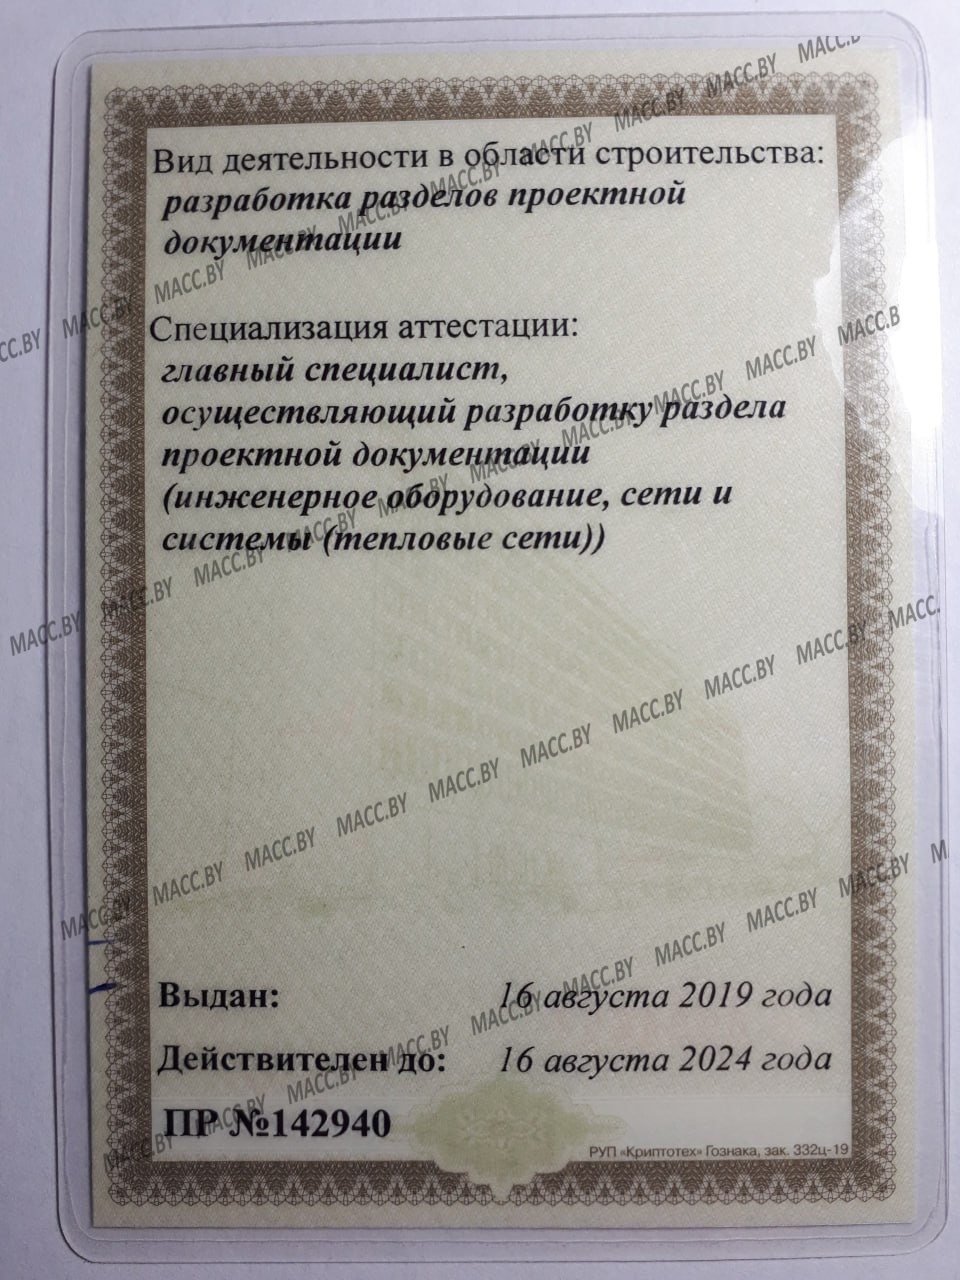 Вид деятельности в области строительства:
разработка разделов проектной
документации
Специализация аттестации:
главный специалист,
осуществляющий разработку раздела
проектной документации
(инженерное оборудование, сети и
системы (тепловые сети))
Выдан: 16 августа 2019 года
Действителен до: 16 августа 2024 года
ПР №142940
РУП «Криптотех» Гознака, зак. 332ц-19
MACC.BY